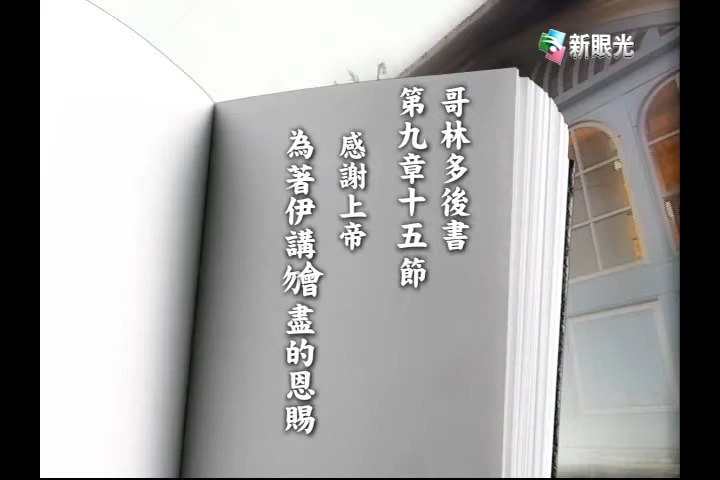 新眼光
哥林多後書
第九章十五節
感謝上帝
為著伊講𣍐盡的恩賜